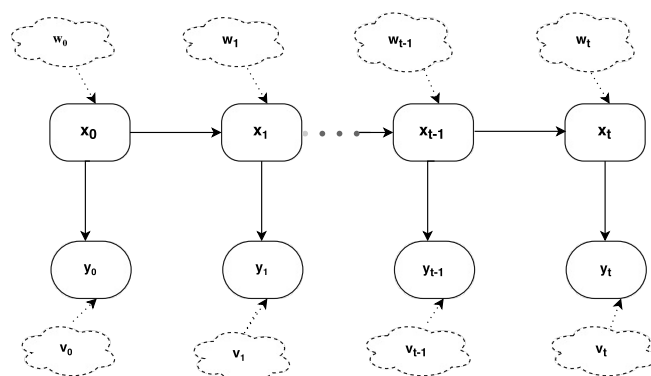 w₀ w₁ wₜ₋₁ wₜ
x₀ x₁ xₜ₋₁ xₜ
y₀ y₁ yₜ₋₁ yₜ
v₀ v₁ vₜ₋₁ vₜ